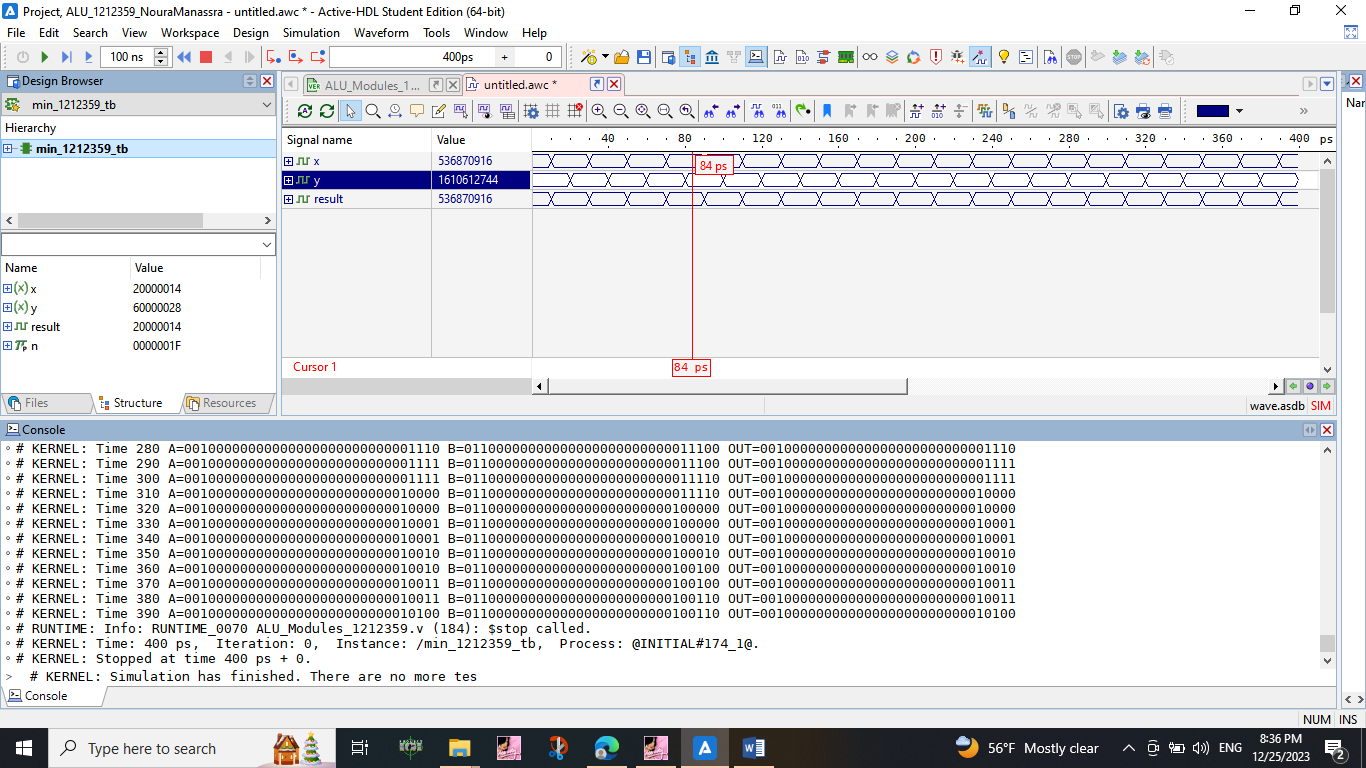 Project, ALU_1212359_NouraManassra - untitled.awc * - Active-HDL Student Edition (64-bit)
File Edit Search View Workspace Design Simulation Waveform Tools Window Help
100 ns 400ps + 0
Design Browser
min_1212359_tb
Hierarchy
min_1212359_tb
Name Value
x 20000014
y 60000028
result 20000014
n 0000001F
Files Structure Resources
ALU_Modules_1... untitled.awc *
Signal name Value 40 80 120 160 200 240 280 320 360 400 ps
x 536870916 84 ps
y 1610612744
result 536870916
Cursor 1 84 ps
wave.asdb SIM
Nar
Console
# KERNEL: Time 280 A=00100000000000000000000000001110 B=01100000000000000000000000011100 OUT=00100000000000000000000000001110
# KERNEL: Time 290 A=00100000000000000000000000001111 B=01100000000000000000000000011100 OUT=00100000000000000000000000001111
# KERNEL: Time 300 A=00100000000000000000000000001111 B=01100000000000000000000000011110 OUT=00100000000000000000000000001111
# KERNEL: Time 310 A=00100000000000000000000000010000 B=01100000000000000000000000011110 OUT=00100000000000000000000000010000
# KERNEL: Time 320 A=00100000000000000000000000010000 B=01100000000000000000000000100000 OUT=00100000000000000000000000010000
# KERNEL: Time 330 A=00100000000000000000000000010001 B=01100000000000000000000000100000 OUT=00100000000000000000000000010001
# KERNEL: Time 340 A=00100000000000000000000000010001 B=01100000000000000000000000100010 OUT=00100000000000000000000000010001
# KERNEL: Time 350 A=00100000000000000000000000010010 B=01100000000000000000000000100010 OUT=00100000000000000000000000010010
# KERNEL: Time 360 A=00100000000000000000000000010010 B=01100000000000000000000000100100 OUT=00100000000000000000000000010010
# KERNEL: Time 370 A=00100000000000000000000000010011 B=01100000000000000000000000100100 OUT=00100000000000000000000000010011
# KERNEL: Time 380 A=00100000000000000000000000010011 B=01100000000000000000000000100110 OUT=00100000000000000000000000010011
# KERNEL: Time 390 A=00100000000000000000000000010100 B=01100000000000000000000000100110 OUT=00100000000000000000000000010100
# RUNTIME: Info: RUNTIME_0070 ALU_Modules_1212359.v (184): $stop called.
# KERNEL: Time: 400 ps, Iteration: 0, Instance: /min_1212359_tb, Process: @INITIAL#174_1@.
# KERNEL: Stopped at time 400 ps + 0.
> # KERNEL: Simulation has finished. There are no more tes
Console
NUM INS
Type here to search
56°F Mostly clear
ENG
8:36 PM
12/25/2023
2